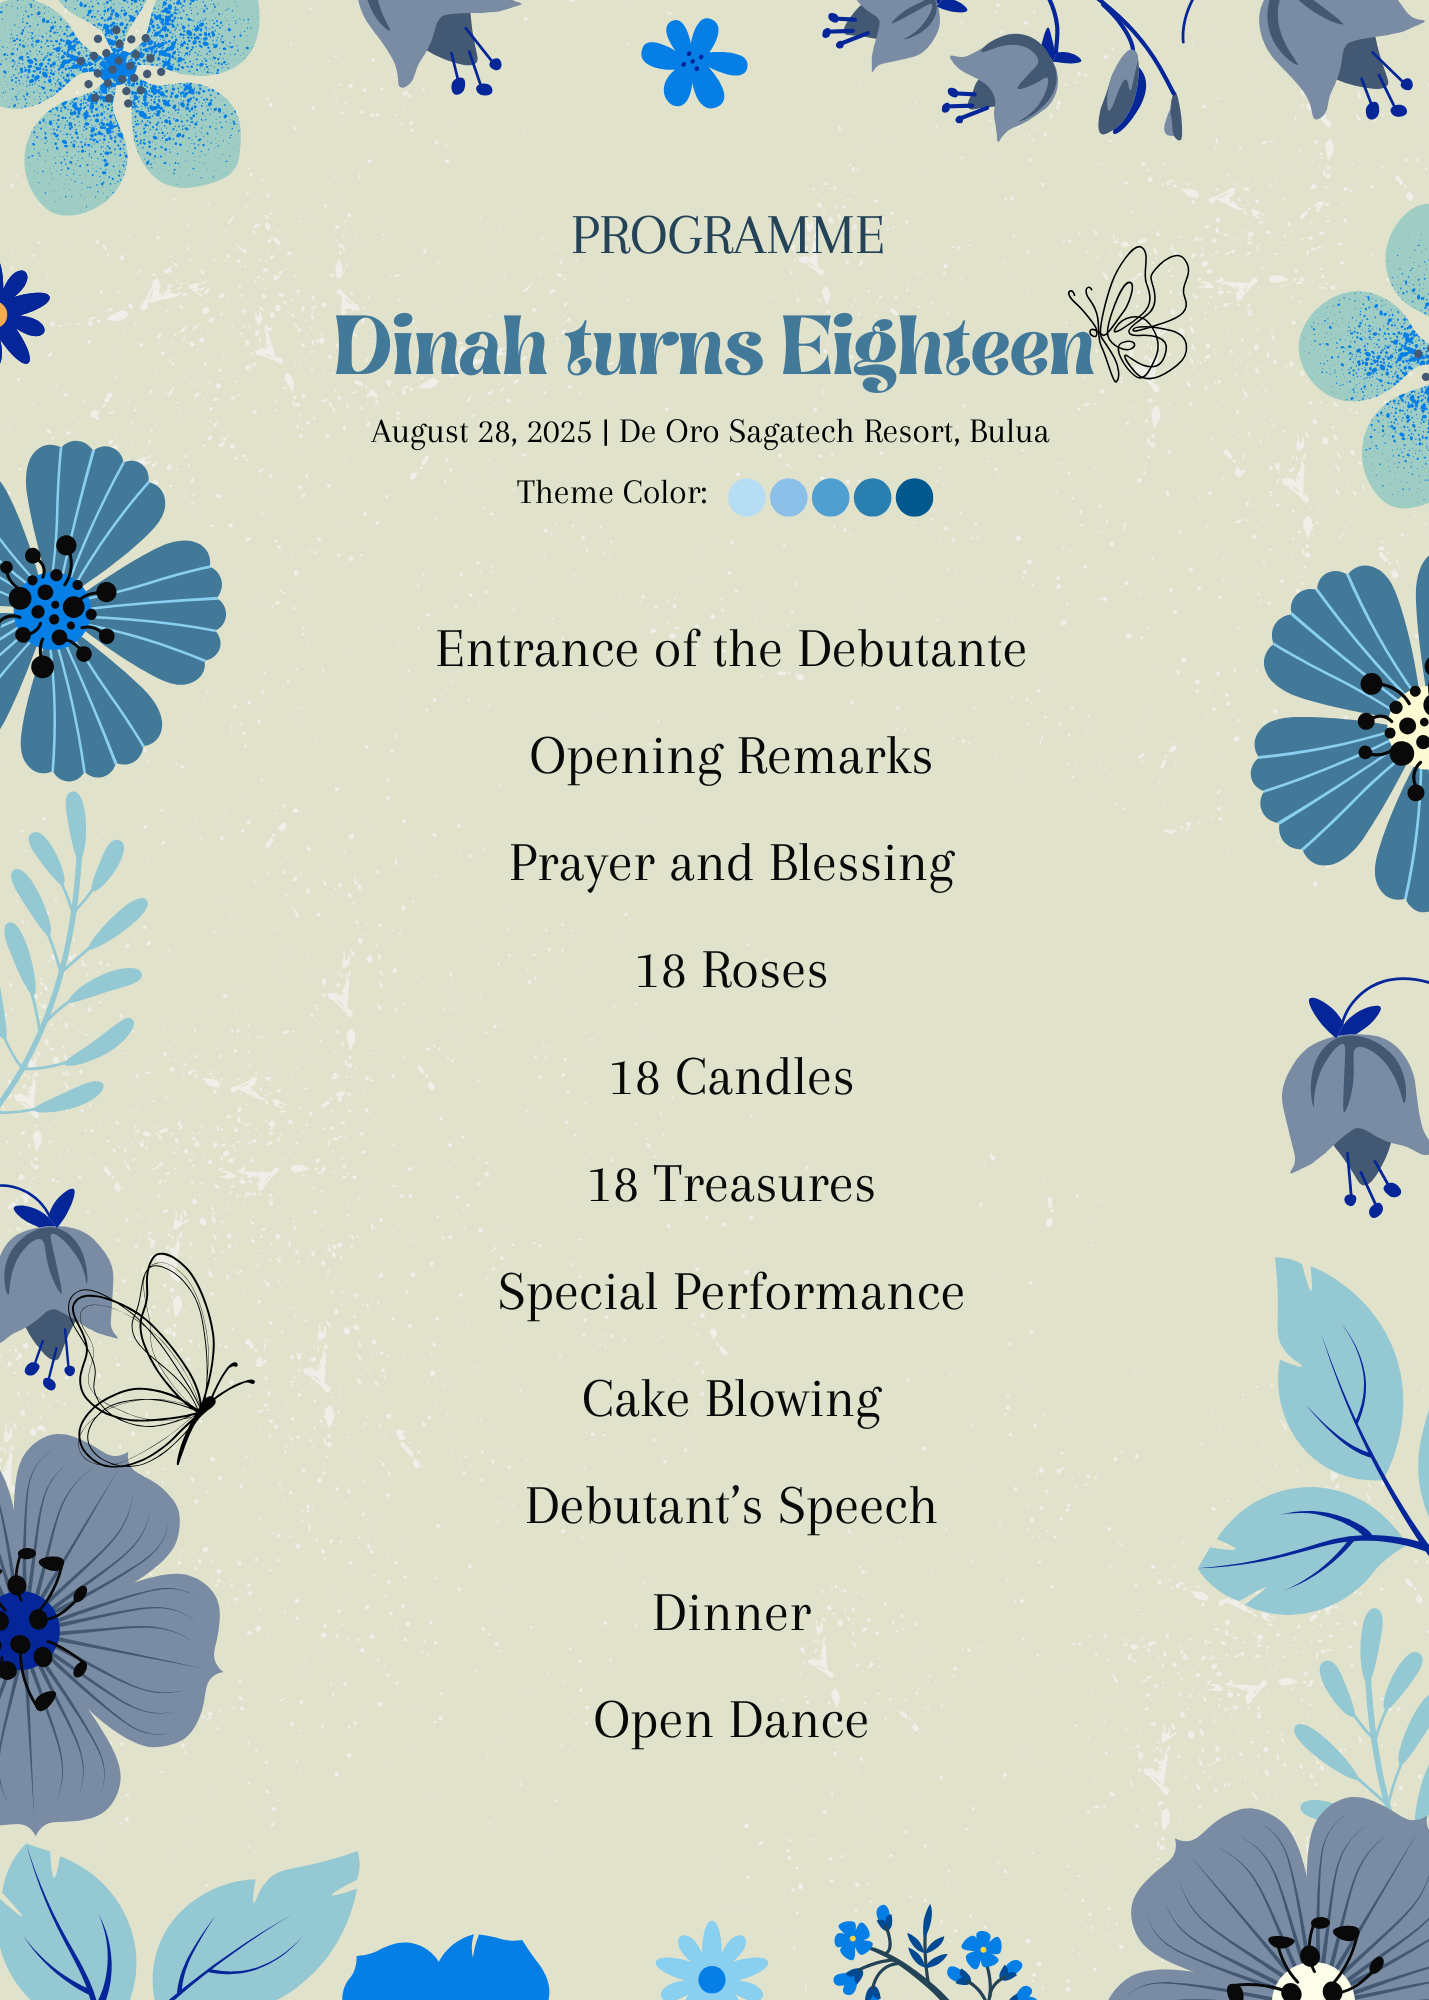 PROGRAMME
Dinah turns Eighteen
August 28, 2025 | De Oro Sagatech Resort, Bulua
Theme Color:
Entrance of the Debutante
Opening Remarks
Prayer and Blessing
18 Roses
18 Candles
18 Treasures
Special Performance
Cake Blowing
Debutant’s Speech
Dinner
Open Dance